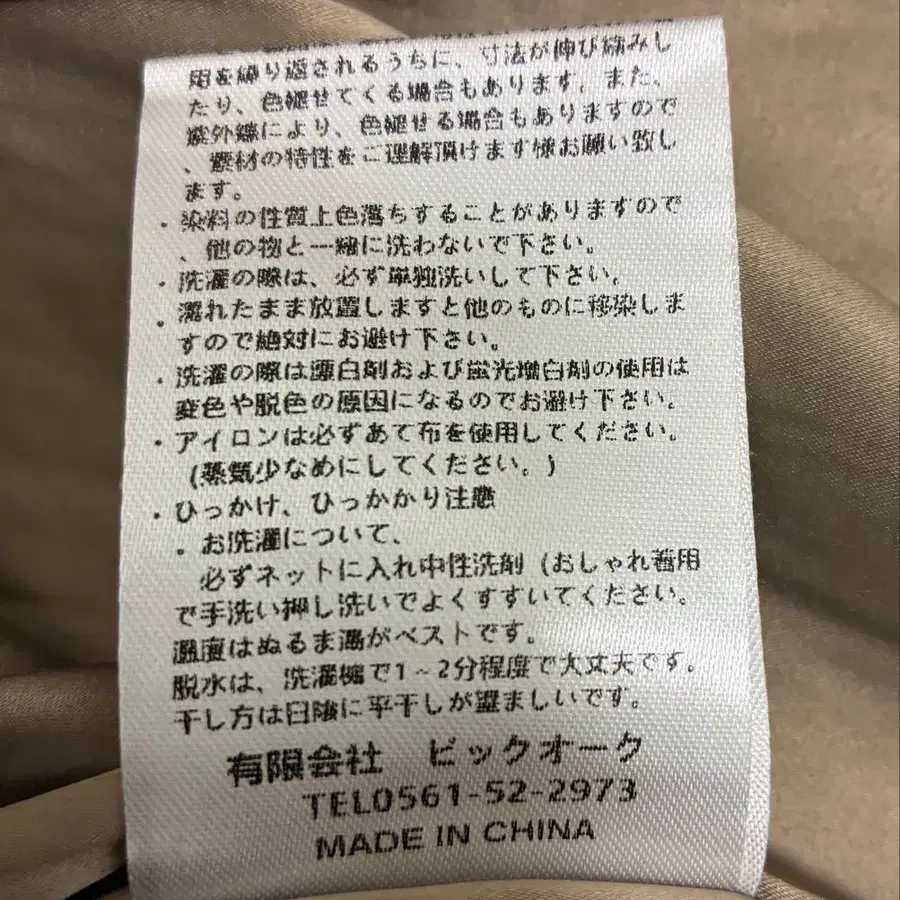 用を繰り返されるうちに、寸法が伸び縮みし
たり、色褪せてくる場合もあります。また、
紫外線により、色褪せる場合もありますので
、素材の特性をご理解頂けます様お願い致し
ます。
・染料の性質上色落ちすることがありますので
、他の物と一緒に洗わないで下さい。
・洗濯の際は、必ず単独洗いして下さい。
・濡れたまま放置しますと他のものに移染しま
すので絶対にお避け下さい。
・洗濯の際は漂白剤および蛍光増白剤の使用は
変色や脱色の原因になるのでお避け下さい。
・アイロンは必ずあて布を使用してください。
(蒸気少なめにしてください。)
・ひっかけ、ひっかかり注意
。お洗濯について、
必ずネットに入れ中性洗剤（おしゃれ着用
で手洗い押し洗いでよくすすいでください。
温度はぬるま湯がベストです。
脱水は、洗濯機で1～2分程度で大丈夫です。
干し方は日陰に平干しが望ましいです。
有限会社 ビックオーク
TEL0561-52-2973
MADE IN CHINA